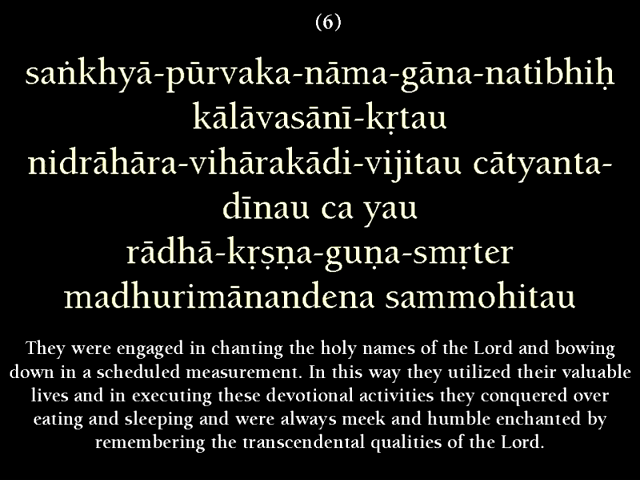 (6)
saṅkhyā-pūrvaka-nāma-gāna-natibhiḥ
kālāvasānī-kṛtau
nidrāhāra-vihārakādi-vijitau cātyanta-
dīnau ca yau
rādhā-kṛṣṇa-guṇa-smṛter
madhurimānandena sammohitau
They were engaged in chanting the holy names of the Lord and bowing
down in a scheduled measurement. In this way they utilized their valuable
lives and in executing these devotional activities they conquered over
eating and sleeping and were always meek and humble enchanted by
remembering the transcendental qualities of the Lord.